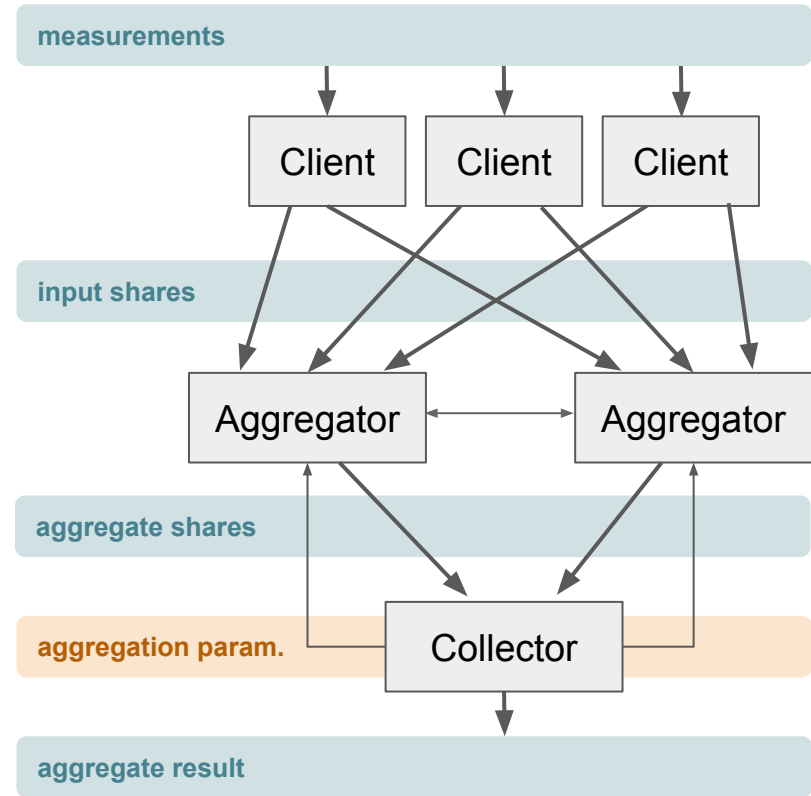 measurements
Client
Client
Client
input shares
Aggregator
Aggregator
aggregate shares
aggregation param.
Collector
aggregate result